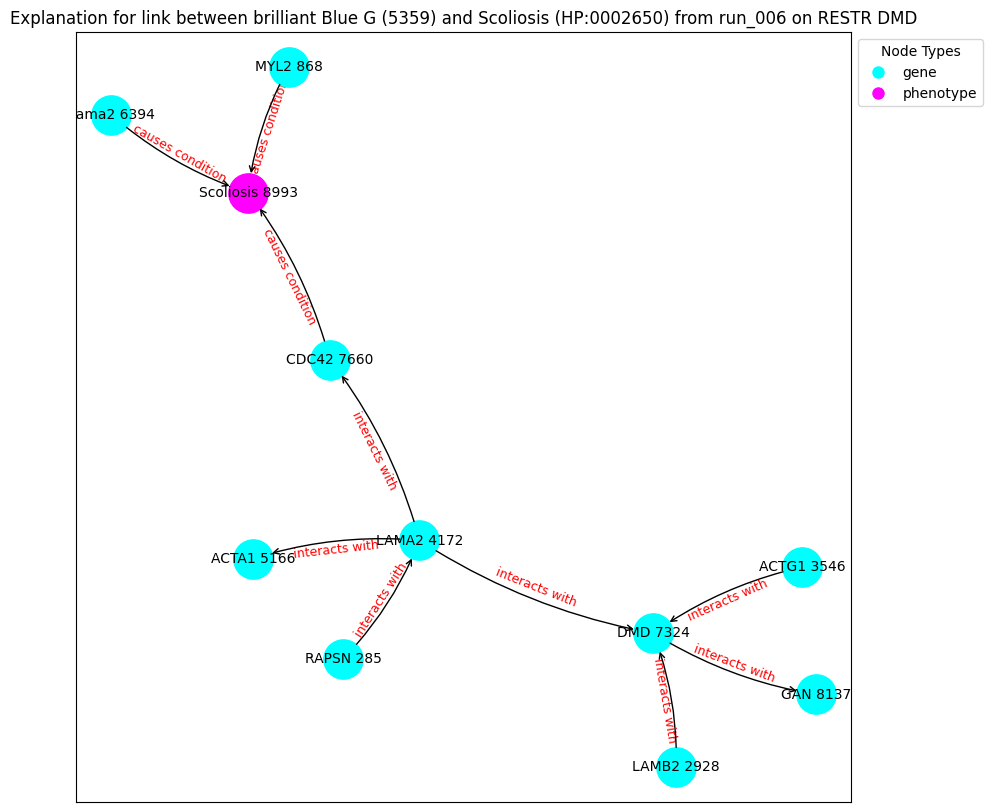 Explanation for link between brilliant Blue G (5359) and Scoliosis (HP:0002650) from run_006 on RESTR DMD
Node Types
gene
phenotype
MYL2 868
ama2 6394
causes condition
auses condition
Scoliosis 8993
causes condition
CDC42 7660
interacts with
LAMA2 4172
interacts with
ACTA1 5166
interacts with
interacts with
ACTG1 3546
interacts with
DMD 7324
RAPSN 285
interacts with
GAN 8137
interacts with
LAMB2 2928